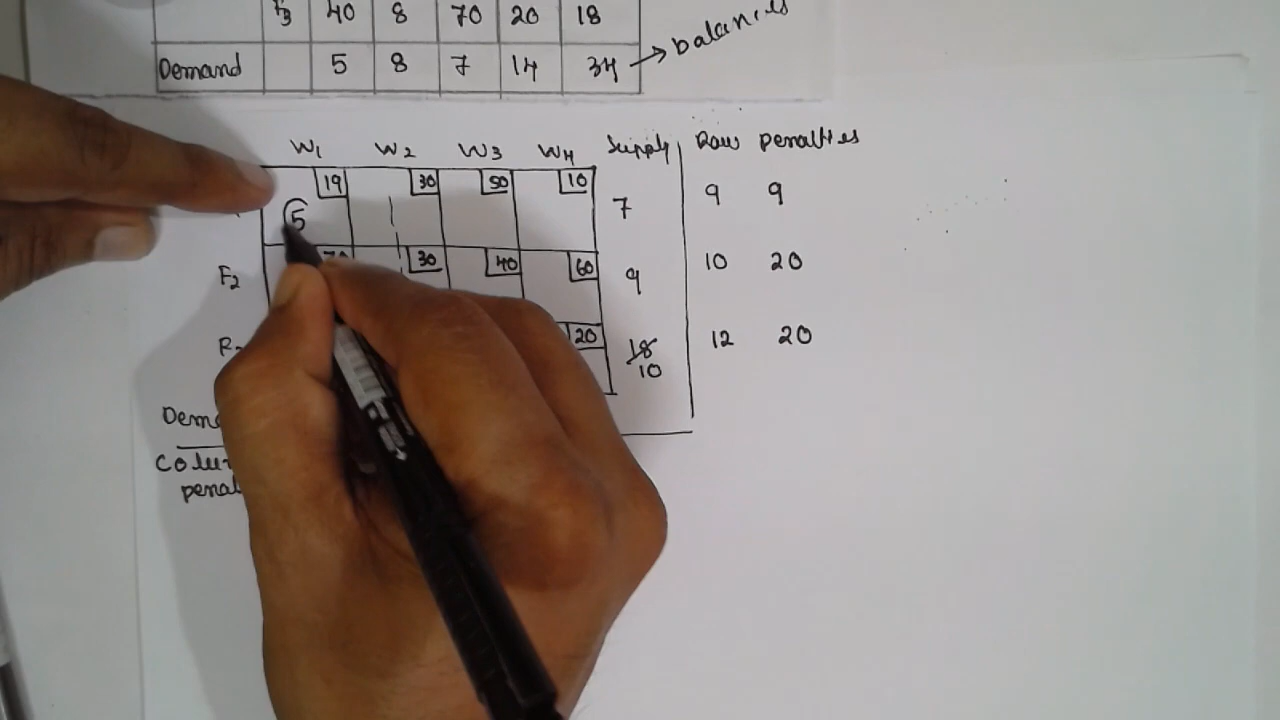 F3 40 8 70 20 18
Demand 5 8 7 14 34 → balances
W1 W2 W3 W4 Supply Row Penalties
19 30 50 10 7 9 9
5
F2 30 40 60 9 10 20
20 18 12 20
10